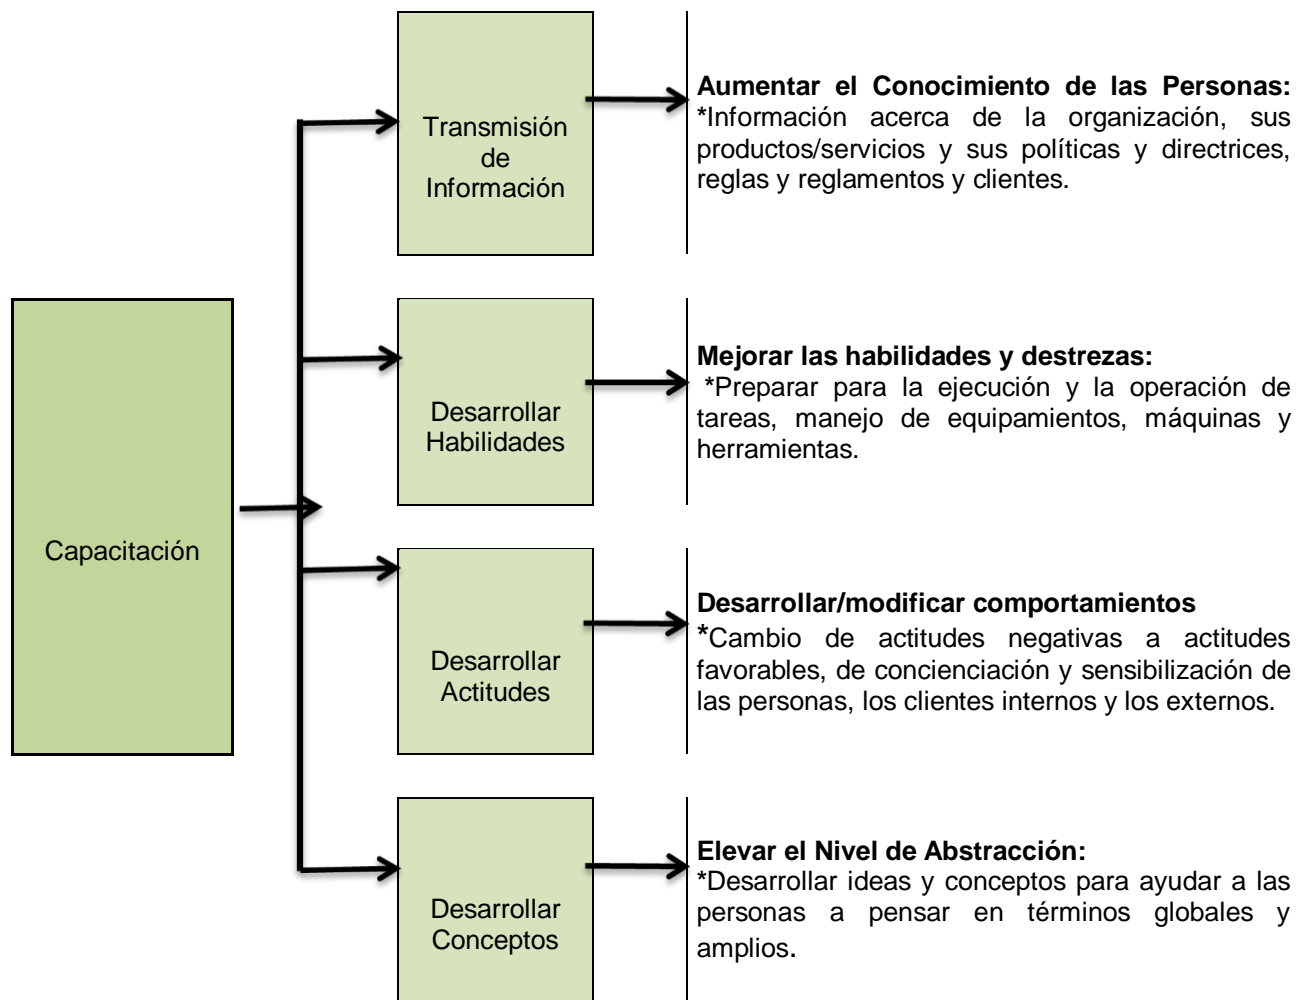 Transmisión
de
Información
Aumentar el Conocimiento de las Personas:
*Información acerca de la organización, sus
productos/servicios y sus políticas y directrices,
reglas y reglamentos y clientes.
Capacitación
Desarrollar
Habilidades
Mejorar las habilidades y destrezas:
*Preparar para la ejecución y la operación de
tareas, manejo de equipamientos, máquinas y
herramientas.
Desarrollar
Actitudes
Desarrollar/modificar comportamientos
*Cambio de actitudes negativas a actitudes
favorables, de concienciación y sensibilización de
las personas, los clientes internos y los externos.
Desarrollar
Conceptos
Elevar el Nivel de Abstracción:
*Desarrollar ideas y conceptos para ayudar a las
personas a pensar en términos globales y
amplios.